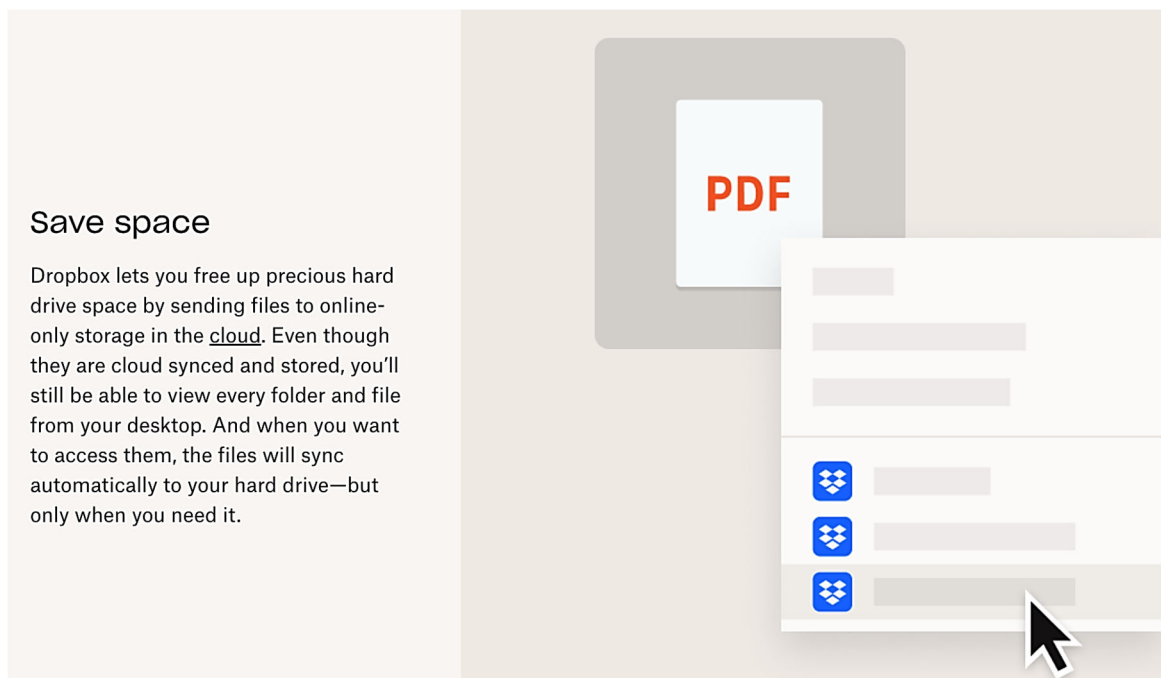 Save space
Dropbox lets you free up precious hard
drive space by sending files to online-
only storage in the cloud. Even though
they are cloud synced and stored, you’ll
still be able to view every folder and file
from your desktop. And when you want
to access them, the files will sync
automatically to your hard drive—but
only when you need it.
PDF